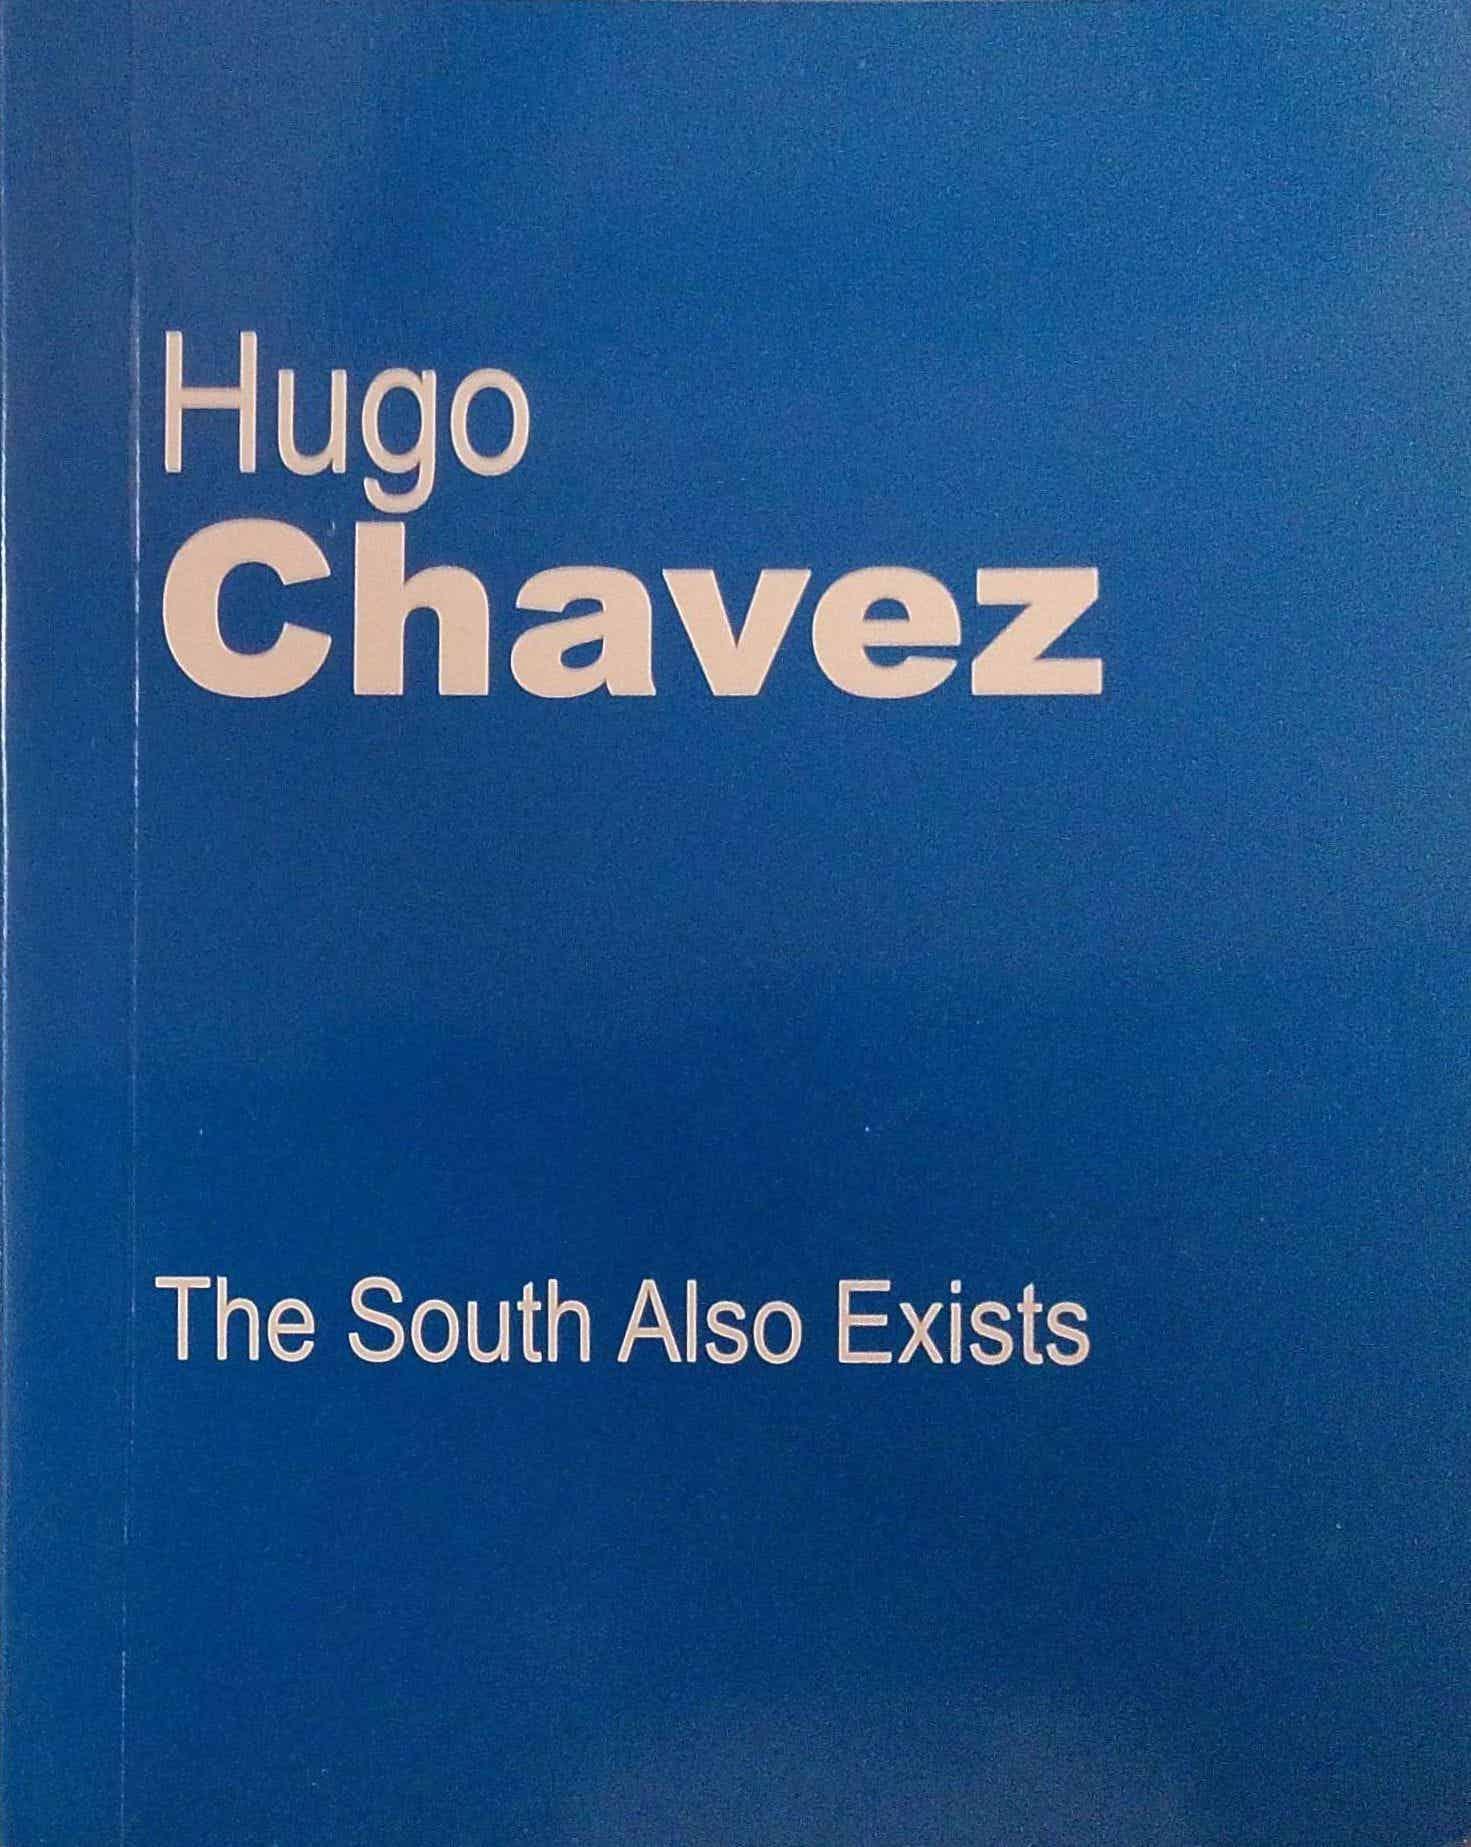 Hugo
Chavez
The South Also Exists